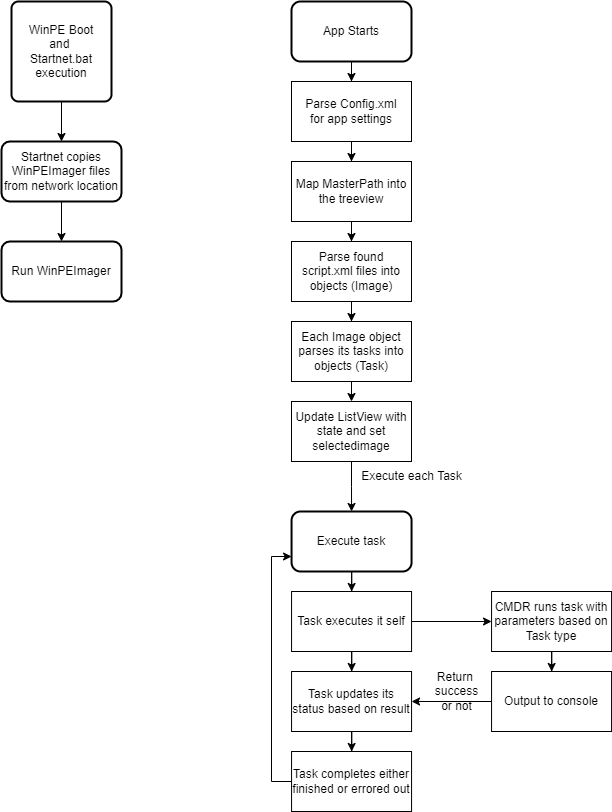 WinPE Boot
and
Startnet.bat
execution
Startnet copies
WinPEImager files
from network location
Run WinPEImager
App Starts
Parse Config.xml
for app settings
Map MasterPath into
the treeview
Parse found
script.xml files into
objects (Image)
Each Image object
parses its tasks into
objects (Task)
Update ListView with
state and set
selectedimage
Execute each Task
Execute task
Task executes it self
CMDR runs task with
parameters based on
Task type
Output to console
Return
success
or not
Task updates its
status based on result
Task completes either
finished or errored out